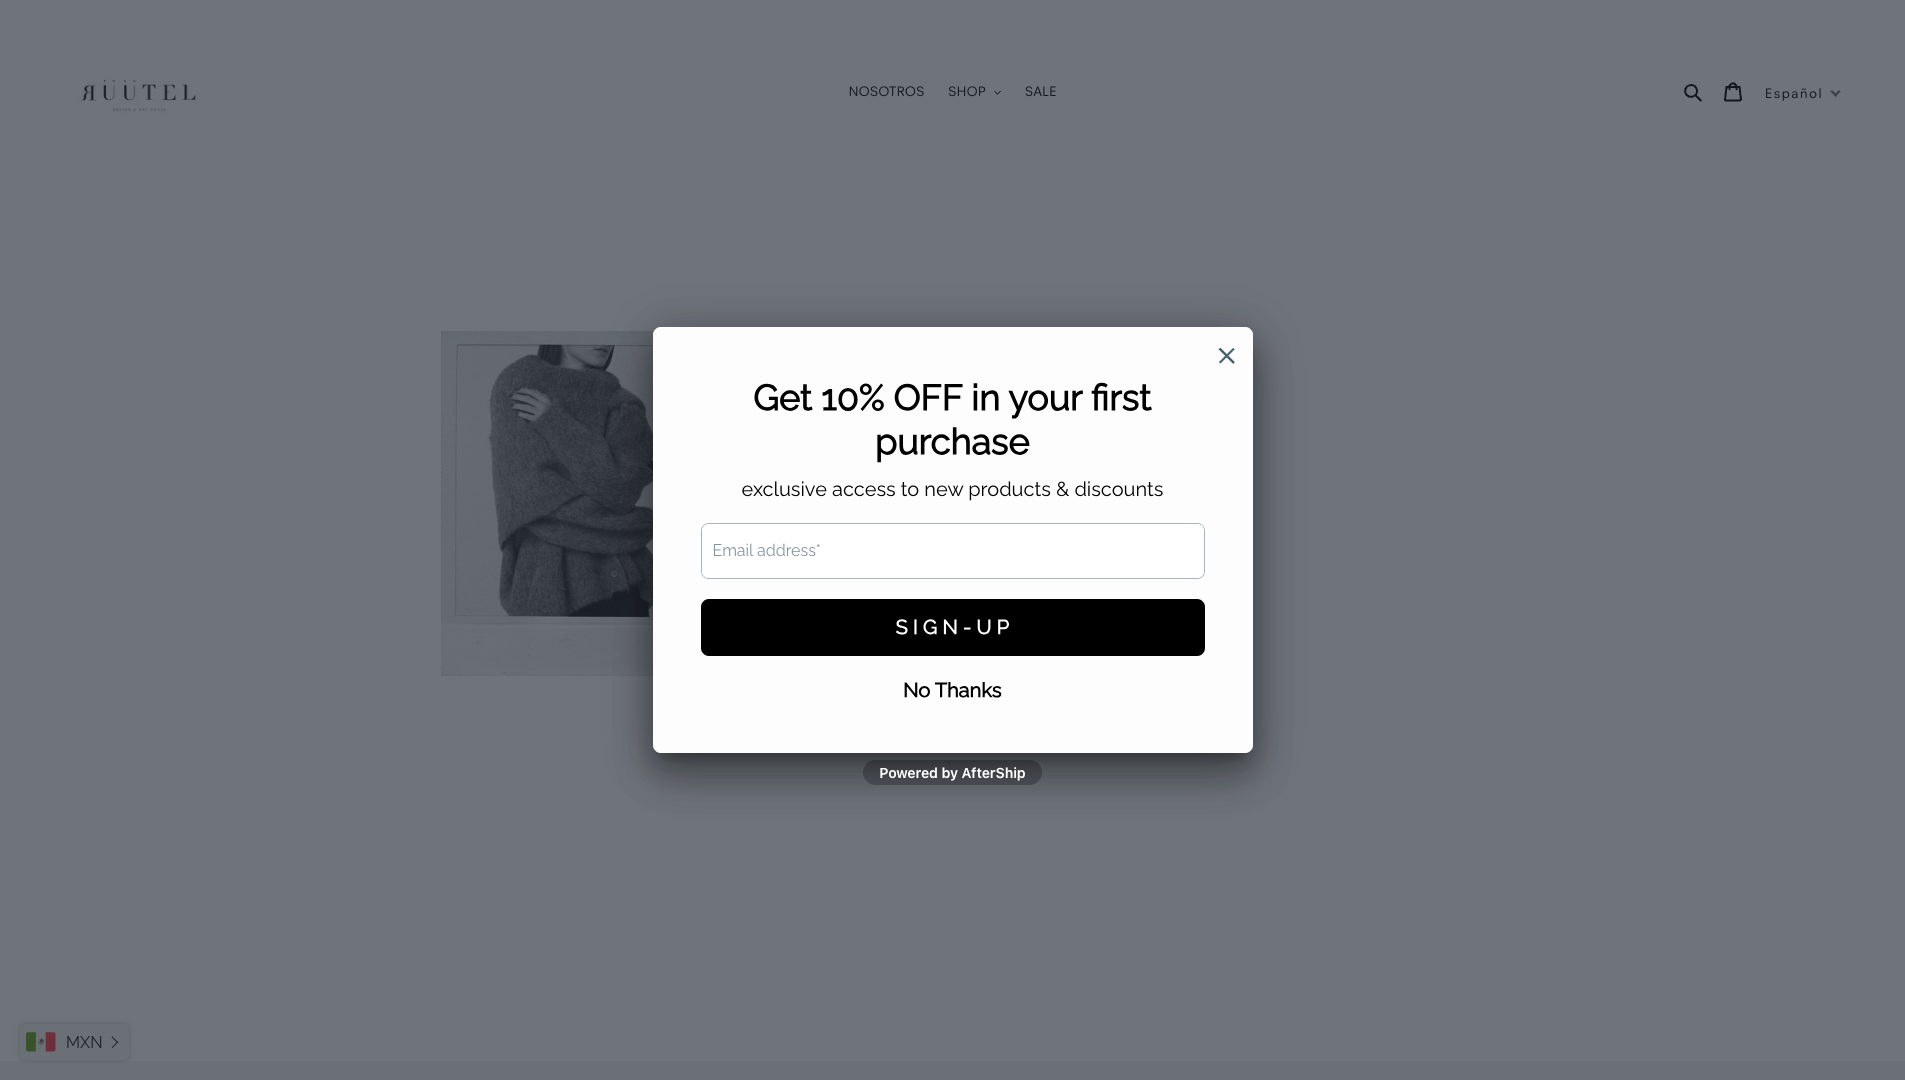 ЯÜÜTEL
NOSOTROS
SHOP
SALE
Español
Get 10% OFF in your first
purchase
exclusive access to new products & discounts
Email address*
SIGN-UP
No Thanks
Powered by AfterShip
MXN